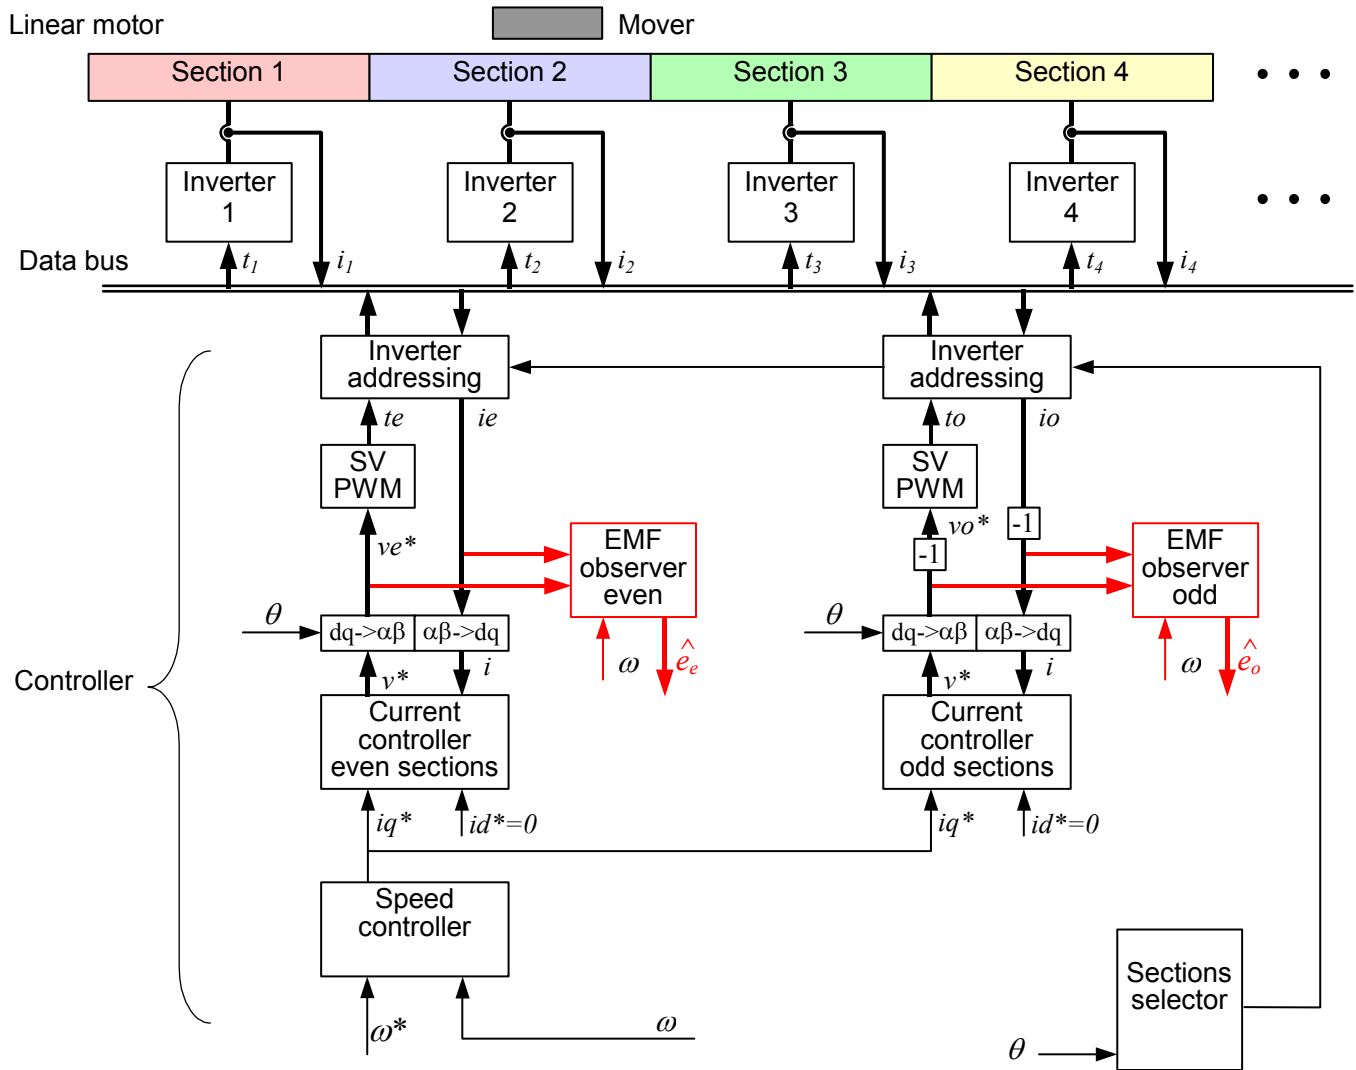 Linear motor
Mover
Section 1
Section 2
Section 3
Section 4
• • •
Inverter
1
Inverter
2
Inverter
3
Inverter
4
• • •
Data bus
t1
i1
t2
i2
t3
i3
t4
i4
Inverter
addressing
Inverter
addressing
te
ie
to
io
SV
PWM
SV
PWM
ve*
vo*
-1
-1
EMF
observer
even
EMF
observer
odd
θ
dq->αβ
αβ->dq
ω
êe
θ
dq->αβ
αβ->dq
ω
êo
Controller
v*
i
v*
i
Current
controller
even sections
Current
controller
odd sections
iq*
id*=0
iq*
id*=0
Speed
controller
Sections
selector
ω*
ω
θ